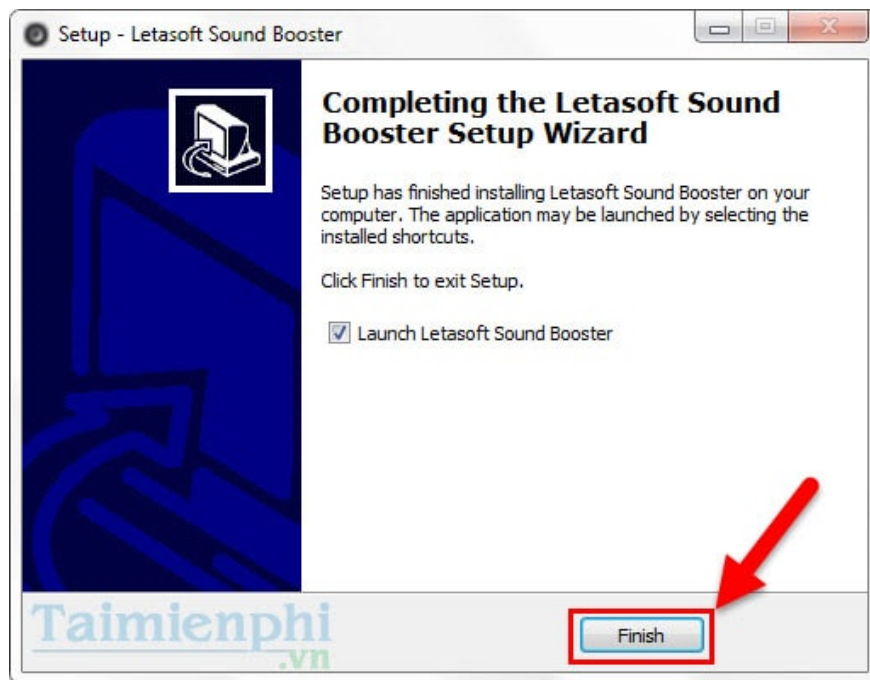 Setup - Letasoft Sound Booster
Completing the Letasoft Sound
Booster Setup Wizard
Setup has finished installing Letasoft Sound Booster on your
computer. The application may be launched by selecting the
installed shortcuts.
Click Finish to exit Setup.
Launch Letasoft Sound Booster
Taimienphi
.vn
Finish